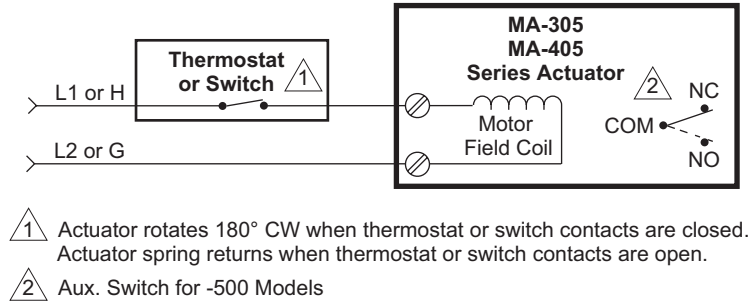 MA-305
MA-405
Series Actuator
Thermostat
or Switch
1
2
NC
L1 or H
COM
Motor
Field Coil
NO
L2 or G
1 Actuator rotates 180° CW when thermostat or switch contacts are closed.
Actuator spring returns when thermostat or switch contacts are open.
2 Aux. Switch for -500 Models